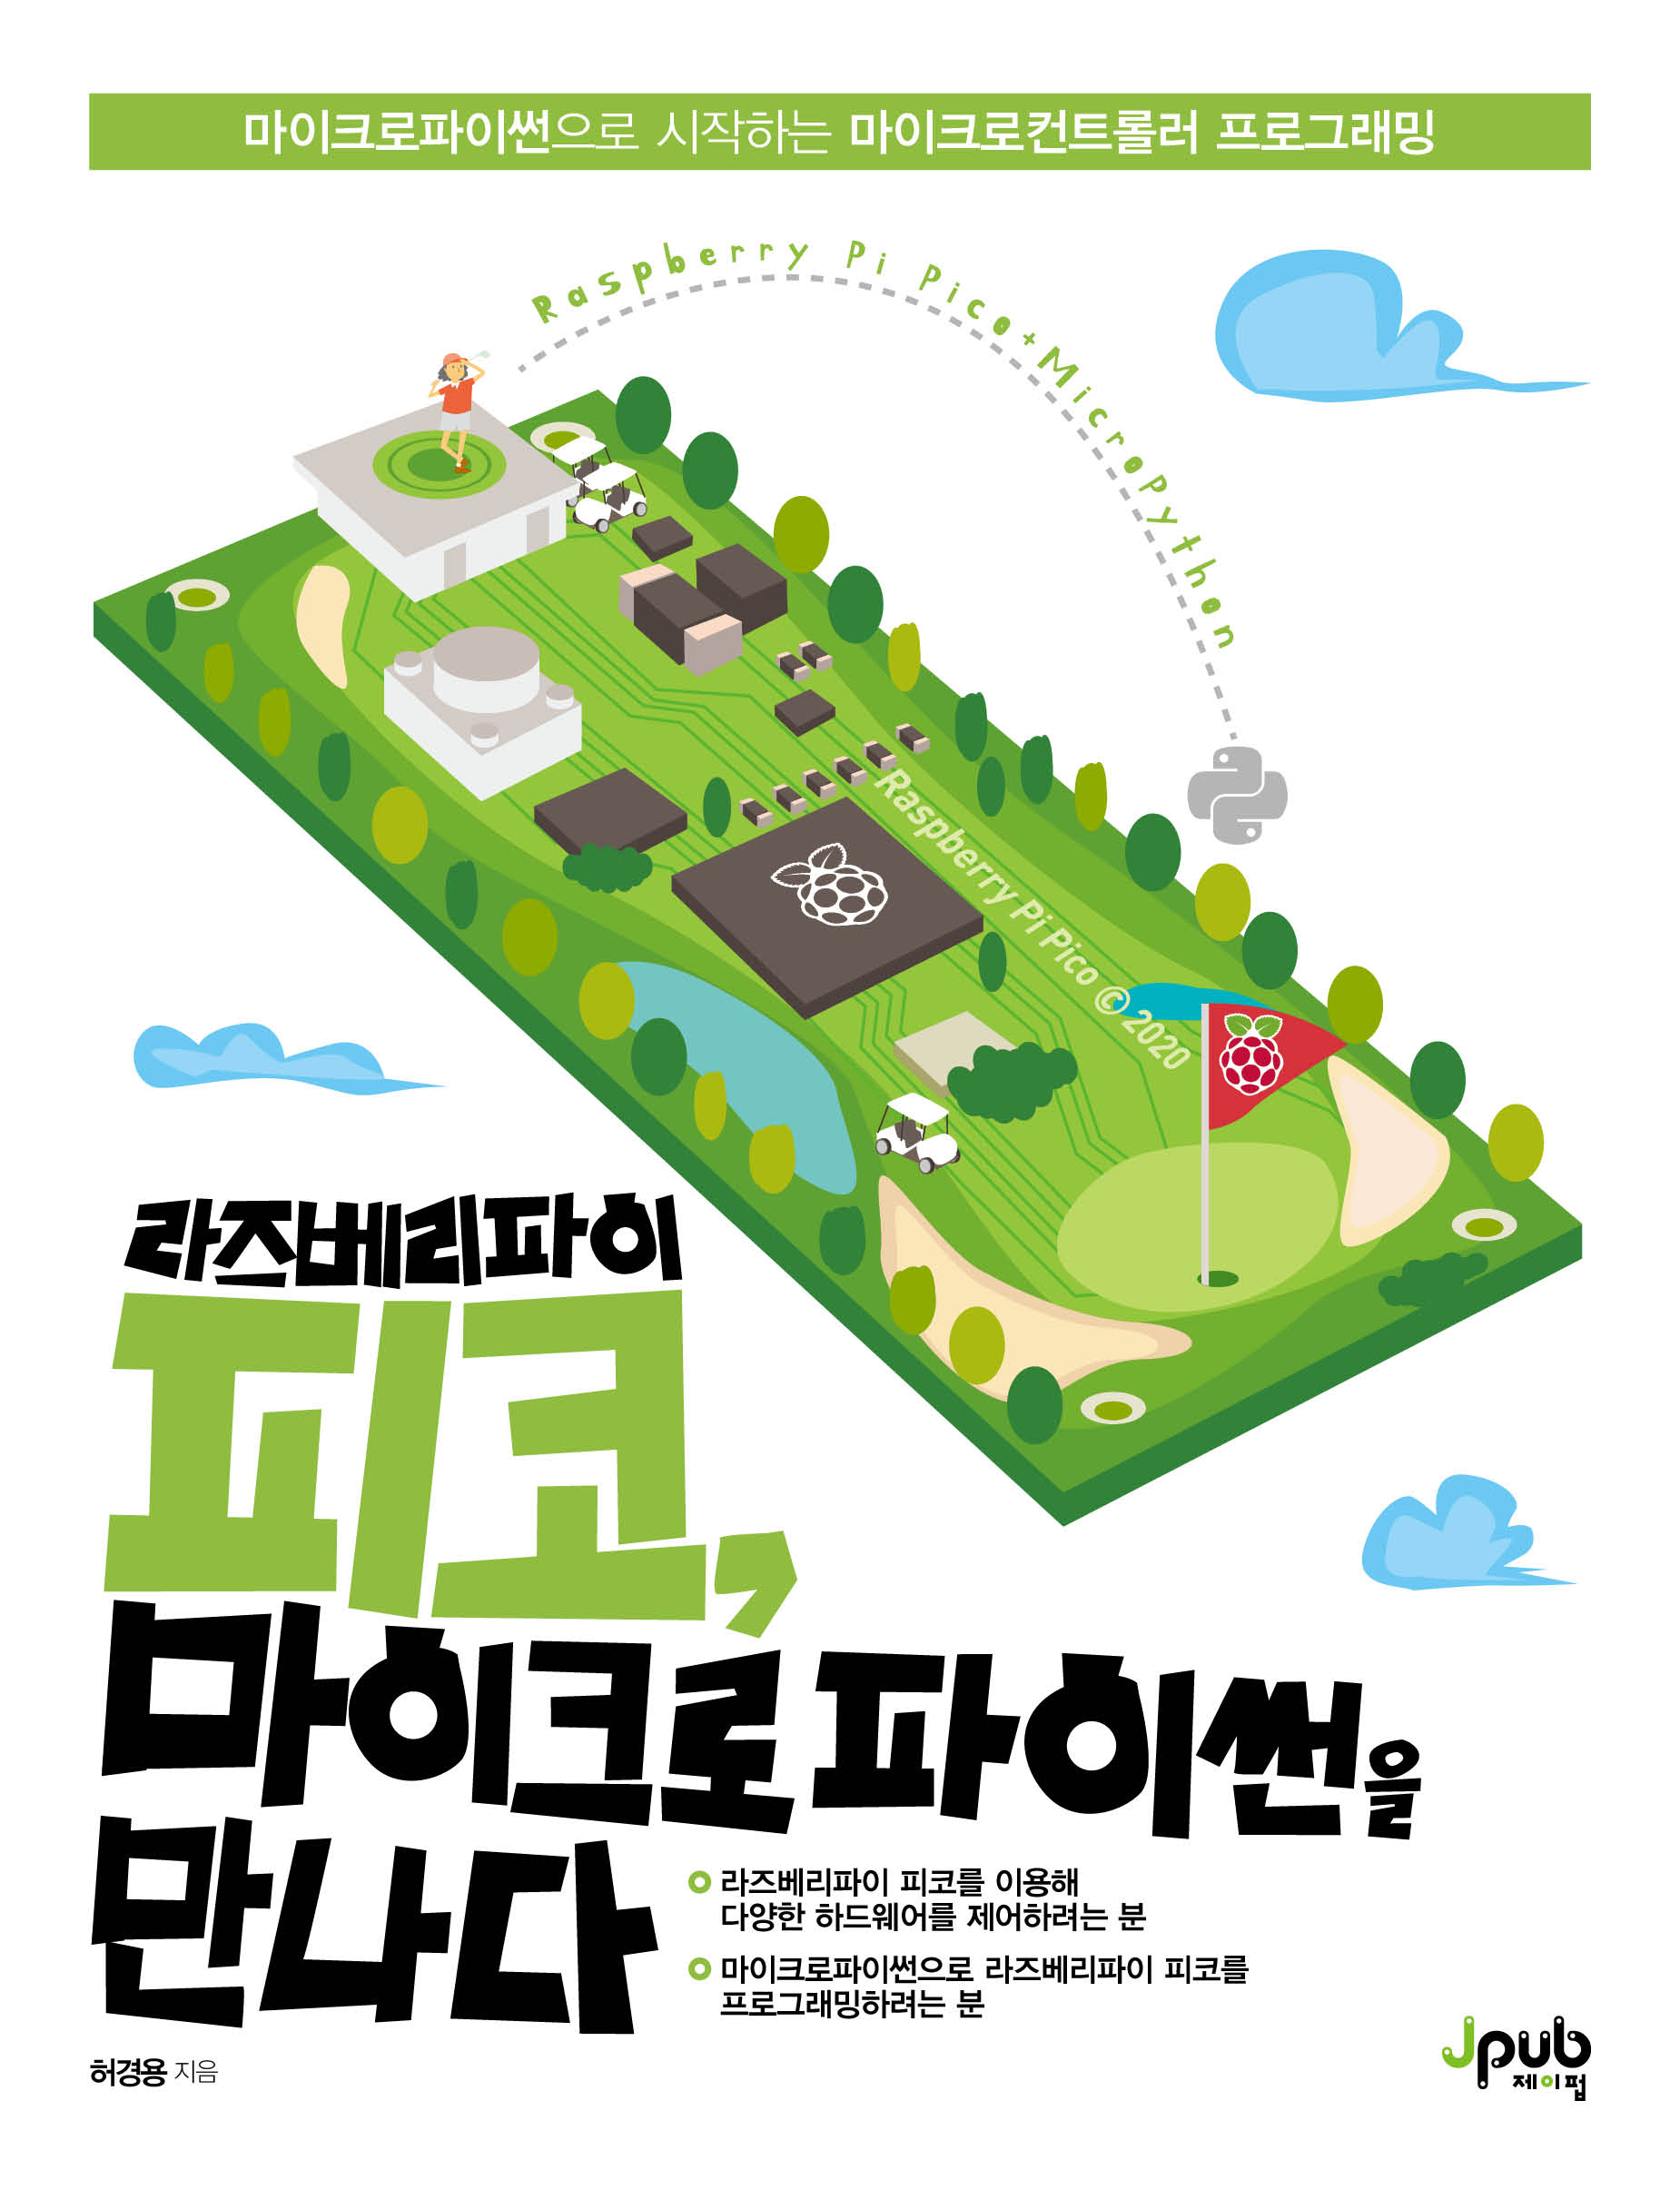 마이크로파이썬으로 시작하는 마이크로컨트롤러 프로그래밍
Raspberry Pi Pico+MicroPython
Raspberry Pi Pico © 2020
라즈베리파이
피코,
마이크로파이썬을
만나다
라즈베리파이 피코를 이용해
다양한 하드웨어를 제어하려는 분
마이크로파이썬으로 라즈베리파이 피코를
프로그래밍하려는 분
허경용 지음
Jpub
제이펍